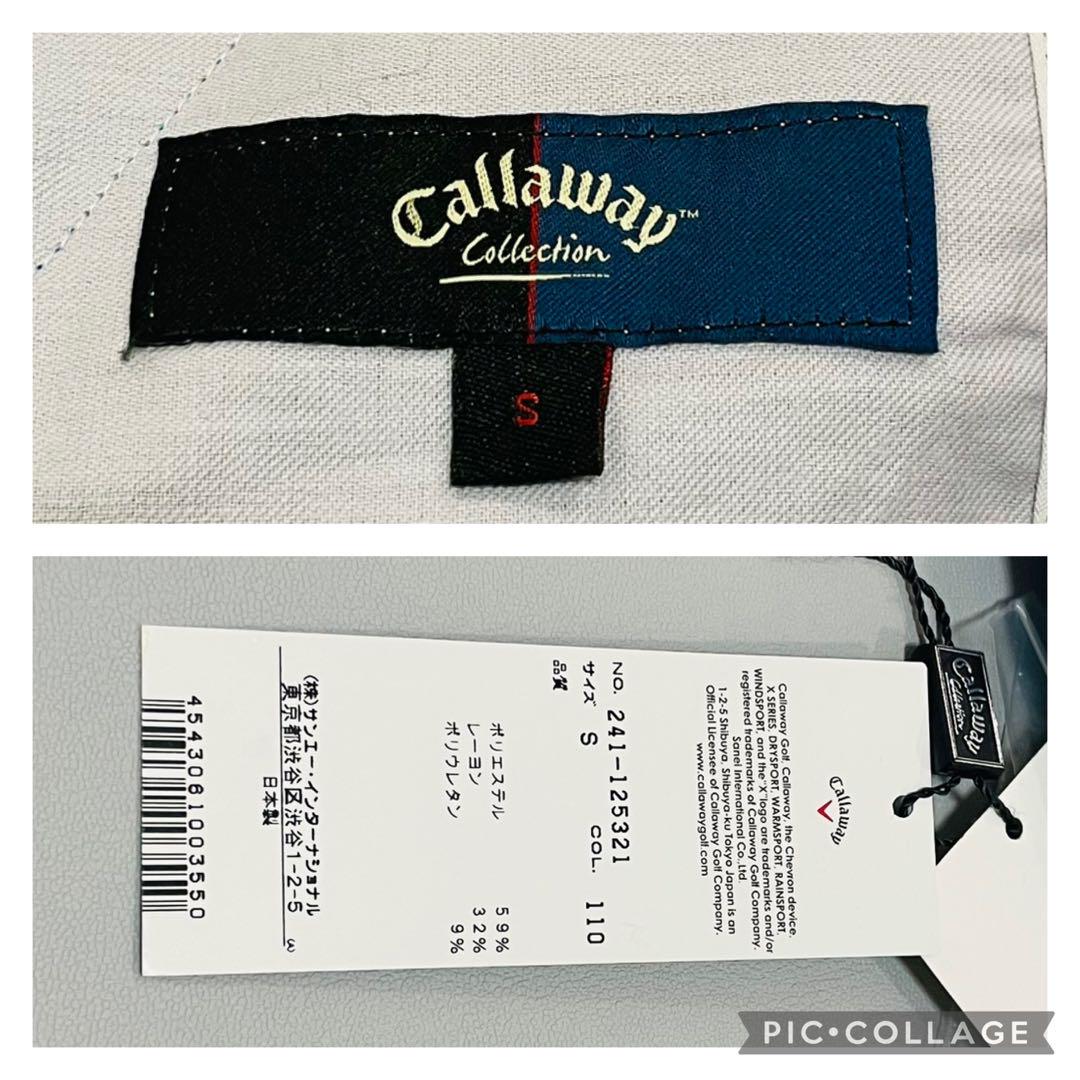 Callaway™
Collection
S
Callaway
Collection
Callaway
Callaway Golf, Callaway, the Chevron device,
X SERIES, DRYSPORT, WARMSPORT, RAINSPORT,
WINDSPORT, and the "X" logo are trademarks and/or
registered trademarks of Callaway Golf Company.
Sanei International Co., Ltd.
1-2-5 Shibuya, Shibuya-ku Tokyo Japan is an
Official Licensee of Callaway Golf Company.
www.callawaygolf.com
NO. 241-125321
サイズ S COL. 110
品質
ポリエステル 59%
レーヨン 32%
ポリウレタン 9%
(株)サンエー・インターナショナル
東京都渋谷区渋谷1-2-5 (A)
日本製
4543061003550
PIC•COLLAGE